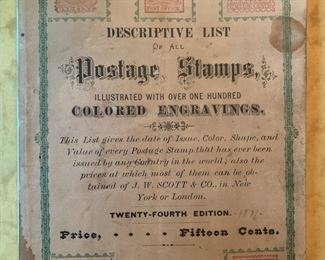 DESCRIPTIVE LIST
OF ALL
Postage Stamps,
ILLUSTRATED WITH OVER ONE HUNDRED
COLORED ENGRAVINGS.
This List gives the date of Issue, Color, Shape, and
Value of every Postage Stamp that has ever been
issued by any Country in the world; also the
prices at which most of them can be ob-
tained of J. W. SCOTT & CO., in New
York or London.
TWENTY-FOURTH EDITION.
Price, - - - - Fifteen Cents.